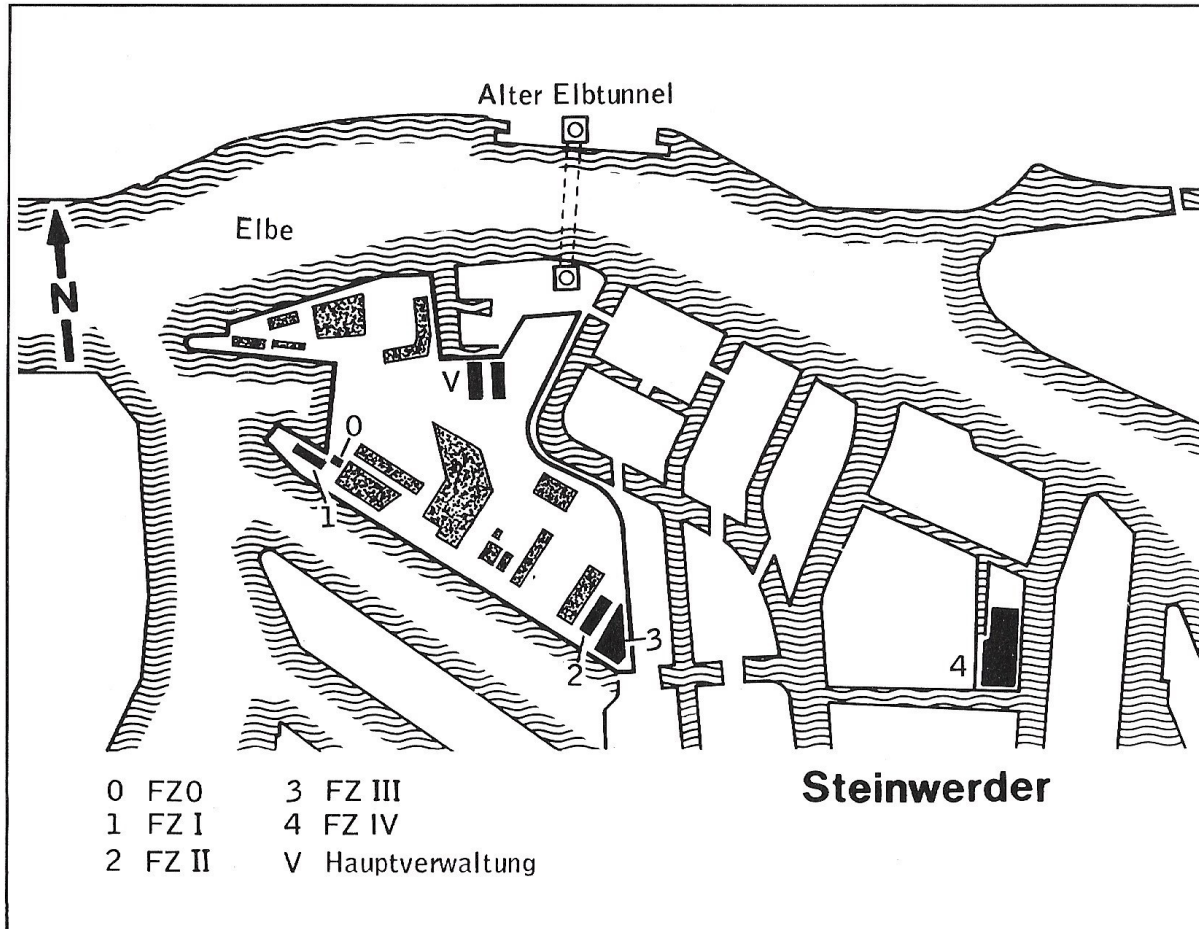 Alter Elbtunnel
Elbe
N
V
0
1
2
3
4
Steinwerder
0 FZ0
1 FZ I
2 FZ II
3 FZ III
4 FZ IV
V Hauptverwaltung